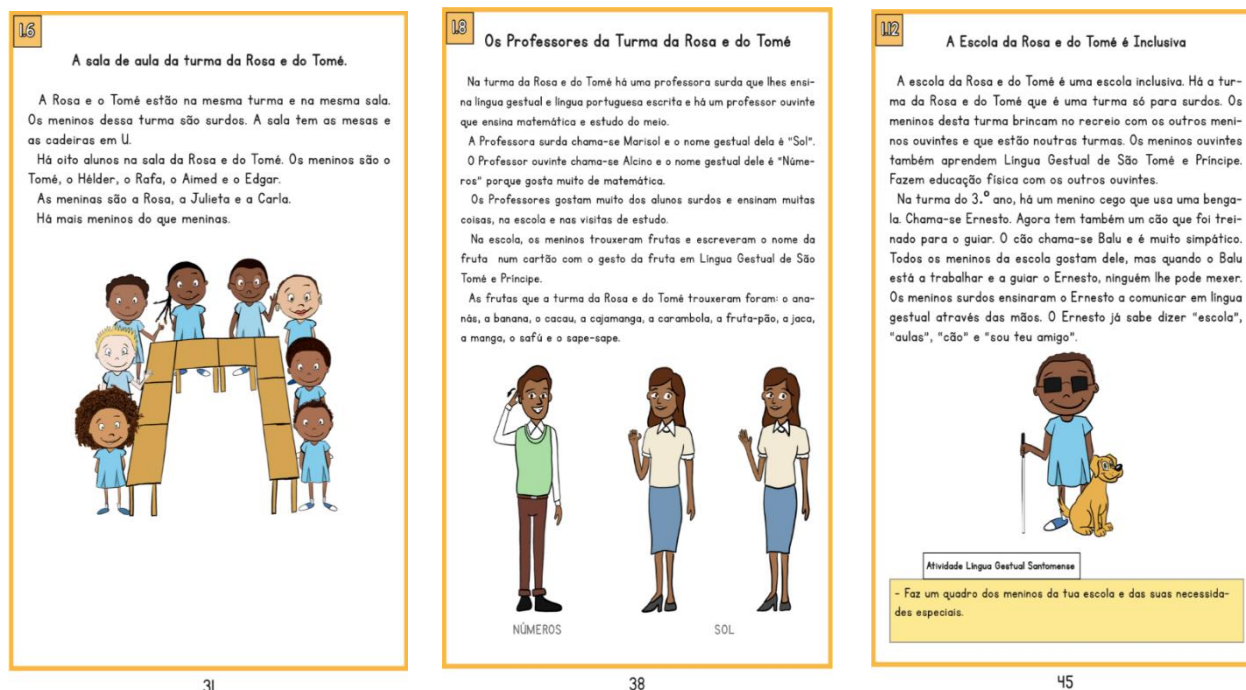 1.6
A sala de aula da turma da Rosa e do Tomé.
A Rosa e o Tomé estão na mesma turma e na mesma sala.
Os meninos dessa turma são surdos. A sala tem as mesas e
as cadeiras em U.
Há oito alunos na sala da Rosa e do Tomé. Os meninos são o
Tomé, o Hélder, o Rafa, o Aimed e o Edgar.
As meninas são a Rosa, a Julieta e a Carla.
Há mais meninos do que meninas.
31
1.8
Os Professores da Turma da Rosa e do Tomé
Na turma da Rosa e do Tomé há uma professora surda que lhes ensi-
na língua gestual e língua portuguesa escrita e há um professor ouvinte
que ensina matemática e estudo do meio.
A Professora surda chama-se Marisol e o nome gestual dela é "Sol".
O Professor ouvinte chama-se Alcino e o nome gestual dele é "Núme-
ros" porque gosta muito de matemática.
Os Professores gostam muito dos alunos surdos e ensinam muitas
coisas, na escola e nas visitas de estudo.
Na escola, os meninos trouxeram frutas e escreveram o nome da
fruta num cartão com o gesto da fruta em Língua Gestual de São
Tomé e Príncipe.
As frutas que a turma da Rosa e do Tomé trouxeram foram: o ana-
nás, a banana, o cacau, a cajamanga, a carambola, a fruta-pão, a jaca,
a manga, o safú e o sape-sape.
NÚMEROS
SOL
38
1.12
A Escola da Rosa e do Tomé é Inclusiva
A escola da Rosa e do Tomé é uma escola inclusiva. Há a tur-
ma da Rosa e do Tomé que é uma turma só para surdos. Os
meninos desta turma brincam no recreio com os outros meni-
nos ouvintes e que estão noutras turmas. Os meninos ouvintes
também aprendem Língua Gestual de São Tomé e Príncipe.
Fazem educação física com os outros ouvintes.
Na turma do 3.º ano, há um menino cego que usa uma benga-
la. Chama-se Ernesto. Agora tem também um cão que foi trei-
nado para o guiar. O cão chama-se Balu e é muito simpático.
Todos os meninos da escola gostam dele, mas quando o Balu
está a trabalhar e a guiar o Ernesto, ninguém lhe pode mexer.
Os meninos surdos ensinaram o Ernesto a comunicar em língua
gestual através das mãos. O Ernesto já sabe dizer "escola",
"aulas", "cão" e "sou teu amigo".
Atividade Língua Gestual Santomense
- Faz um quadro dos meninos da tua escola e das suas necessida-
des especiais.
45